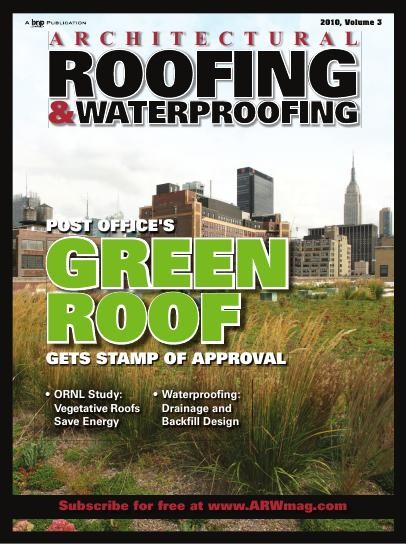 A bnp PUBLICATION
2010, Volume 3
ARCHITECTURAL
ROOFING
& WATERPROOFING
POST OFFICE'S
GREEN
ROOF
GETS STAMP OF APPROVAL
• ORNL Study:
Vegetative Roofs
Save Energy
• Waterproofing:
Drainage and
Backfill Design
Subscribe for free at www.ARWmag.com